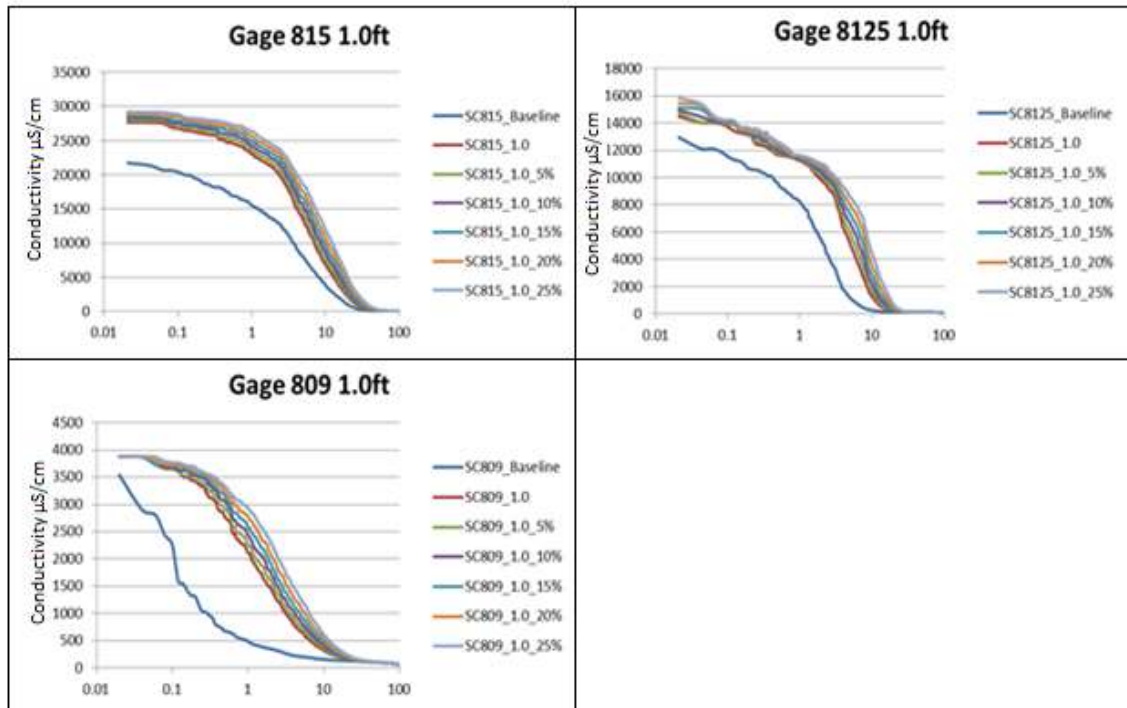 Gage 815 1.0ft
Conductivity µS/cm
35000
30000
25000
20000
15000
10000
5000
0
0.01 0.1 1 10 100
SC815_Baseline
SC815_1.0
SC815_1.0_5%
SC815_1.0_10%
SC815_1.0_15%
SC815_1.0_20%
SC815_1.0_25%
Gage 8125 1.0ft
Conductivity µS/cm
18000
16000
14000
12000
10000
8000
6000
4000
2000
0
0.01 0.1 1 10 100
SC8125_Baseline
SC8125_1.0
SC8125_1.0_5%
SC8125_1.0_10%
SC8125_1.0_15%
SC8125_1.0_20%
SC8125_1.0_25%
Gage 809 1.0ft
Conductivity µS/cm
4500
4000
3500
3000
2500
2000
1500
1000
500
0
0.01 0.1 1 10 100
SC809_Baseline
SC809_1.0
SC809_1.0_5%
SC809_1.0_10%
SC809_1.0_15%
SC809_1.0_20%
SC809_1.0_25%